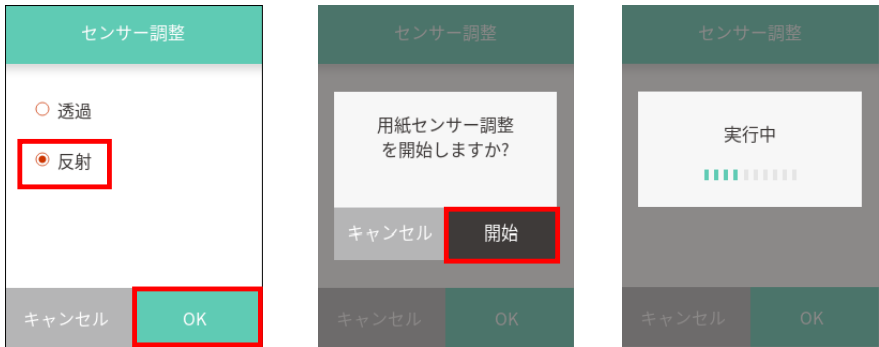 センサー調整
透過
反射
キャンセル
OK
センサー調整
用紙センサー調整
を開始しますか?
キャンセル
開始
キャンセル
OK
センサー調整
実行中
キャンセル
OK